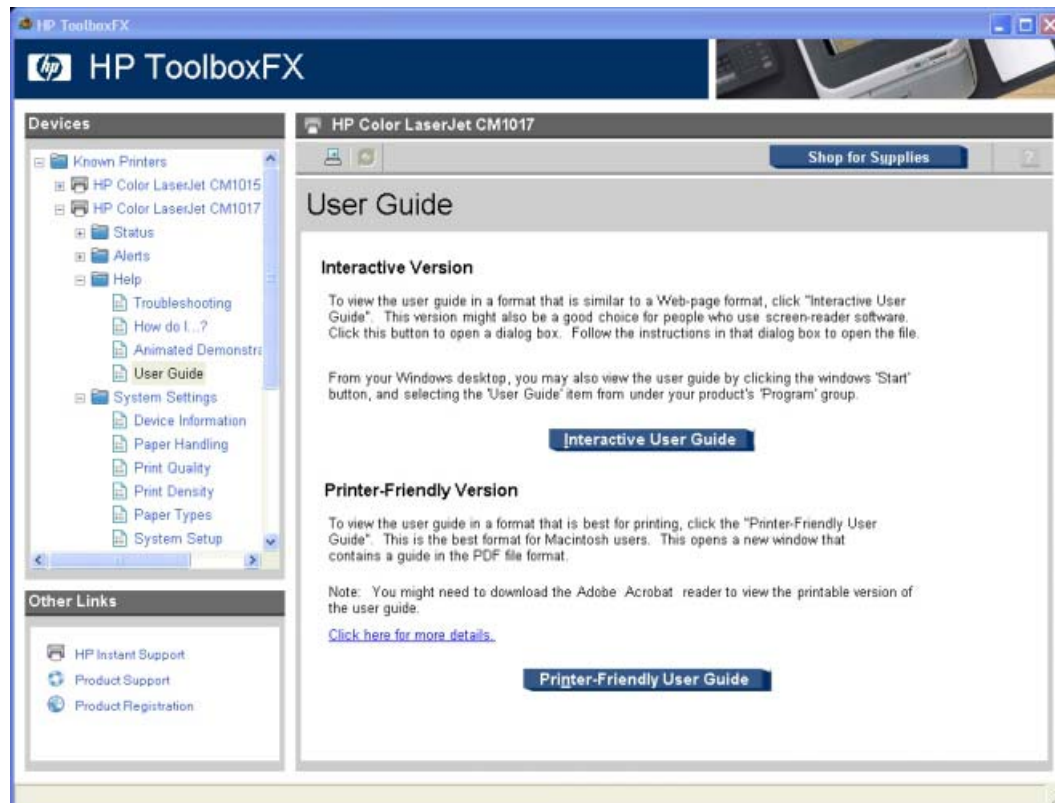 HP ToolboxFX
hp HP ToolboxFX
Devices
Known Printers
HP Color LaserJet CM1015
HP Color LaserJet CM1017
Status
Alerts
Help
Troubleshooting
How do I...?
Animated Demonstra
User Guide
System Settings
Device Information
Paper Handling
Print Quality
Print Density
Paper Types
System Setup
Other Links
HP Instant Support
Product Support
Product Registration
HP Color LaserJet CM1017
Shop for Supplies
?
User Guide
Interactive Version
To view the user guide in a format that is similar to a Web-page format, click "Interactive User
Guide". This version might also be a good choice for people who use screen-reader software.
Click this button to open a dialog box. Follow the instructions in that dialog box to open the file.
From your Windows desktop, you may also view the user guide by clicking the windows 'Start'
button, and selecting the 'User Guide' item from under your product's 'Program' group.
Interactive User Guide
Printer-Friendly Version
To view the user guide in a format that is best for printing, click the "Printer-Friendly User
Guide". This is the best format for Macintosh users. This opens a new window that
contains a guide in the PDF file format.
Note: You might need to download the Adobe Acrobat reader to view the printable version of
the user guide.
Click here for more details.
Printer-Friendly User Guide